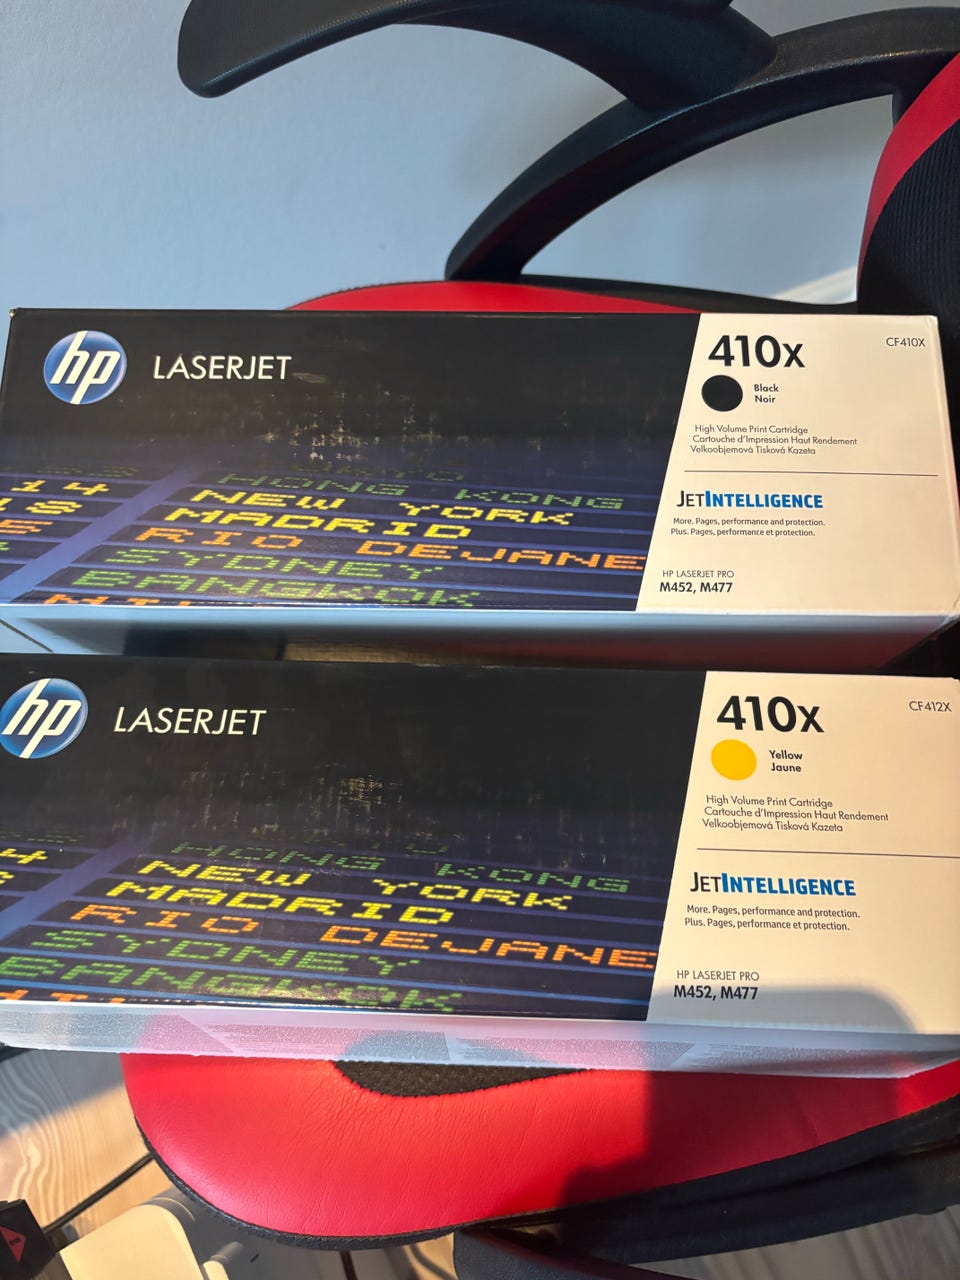 hp LASERJET
410X
CF410X
Black
Noir
High Volume Print Cartridge
Cartouche d'Impression Haut Rendement
Velkoobjemová Tisková Kazeta
JETINTELLIGENCE
More. Pages, performance and protection.
Plus. Pages, performance et protection.
HP LASERJET PRO
M452, M477
14 HONG KONG
NEW YORK
MADRID
RIO DEJANE
SYDNEY
BANGKOK
hp LASERJET
410X
CF412X
Yellow
Jaune
High Volume Print Cartridge
Cartouche d'Impression Haut Rendement
Velkoobjemová Tisková Kazeta
JETINTELLIGENCE
More. Pages, performance and protection.
Plus. Pages, performance et protection.
HP LASERJET PRO
M452, M477
HONG KONG
4 NEW YORK
MADRID
RIO DEJANE
SYDNEY
BANGKOK